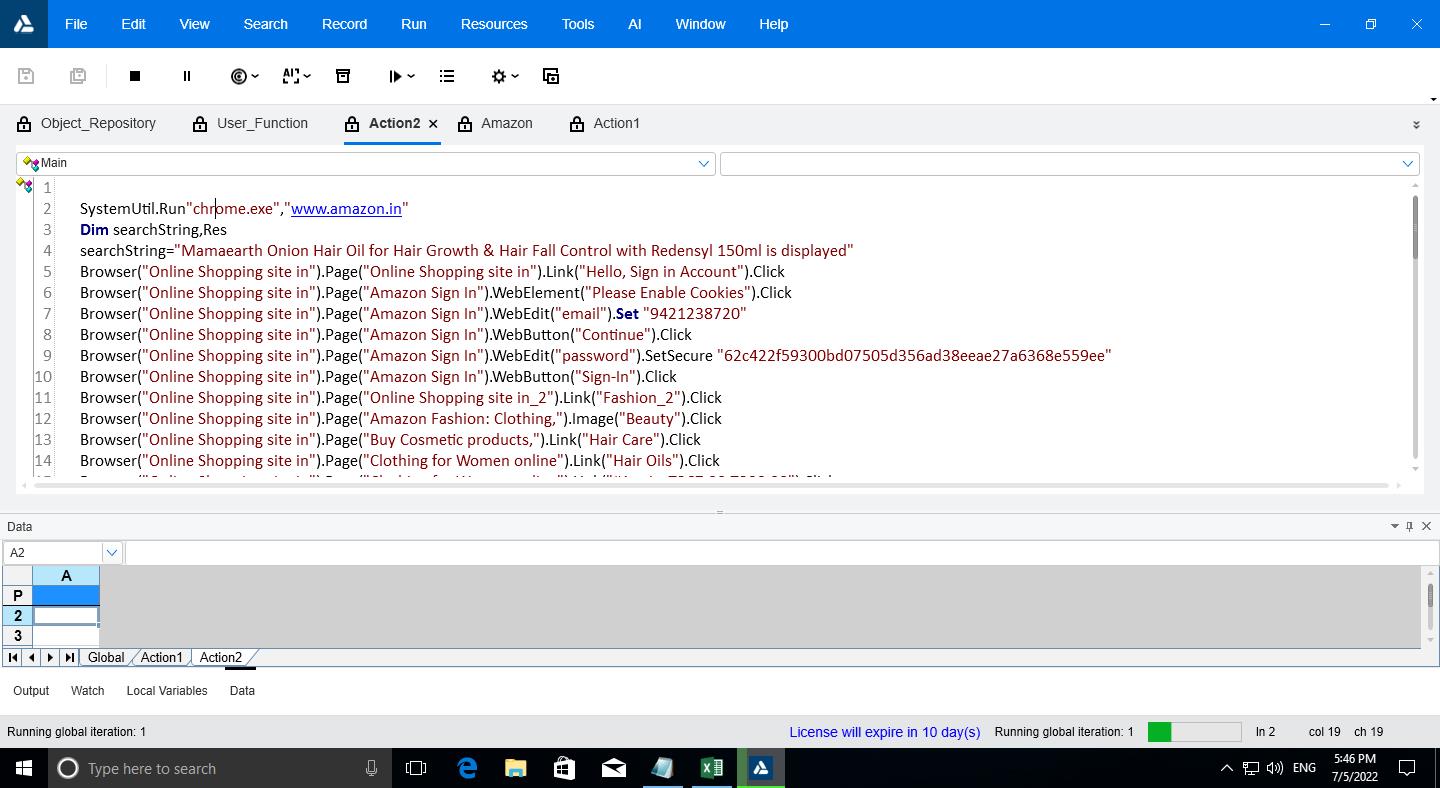 File Edit View Search Record Run Resources Tools AI Window Help
AI
Object_Repository User_Function Action2 Amazon Action1
Main
1
2 SystemUtil.Run"chrome.exe","www.amazon.in"
3 Dim searchString,Res
4 searchString="Mamaearth Onion Hair Oil for Hair Growth & Hair Fall Control with Redensyl 150ml is displayed"
5 Browser("Online Shopping site in").Page("Online Shopping site in").Link("Hello, Sign in Account").Click
6 Browser("Online Shopping site in").Page("Amazon Sign In").WebElement("Please Enable Cookies").Click
7 Browser("Online Shopping site in").Page("Amazon Sign In").WebEdit("email").Set "9421238720"
8 Browser("Online Shopping site in").Page("Amazon Sign In").WebButton("Continue").Click
9 Browser("Online Shopping site in").Page("Amazon Sign In").WebEdit("password").SetSecure "62c422f59300bd07505d356ad38eeae27a6368e559ee"
10 Browser("Online Shopping site in").Page("Amazon Sign In").WebButton("Sign-In").Click
11 Browser("Online Shopping site in").Page("Online Shopping site in_2").Link("Fashion_2").Click
12 Browser("Online Shopping site in").Page("Amazon Fashion: Clothing,").Image("Beauty").Click
13 Browser("Online Shopping site in").Page("Buy Cosmetic products,").Link("Hair Care").Click
14 Browser("Online Shopping site in").Page("Clothing for Women online").Link("Hair Oils").Click
Data
A2
A
P
2
3
Global Action1 Action2
Output Watch Local Variables Data
Running global iteration: 1 License will expire in 10 day(s) Running global iteration: 1 ln 2 col 19 ch 19
Type here to search ENG 5:46 PM
7/5/2022